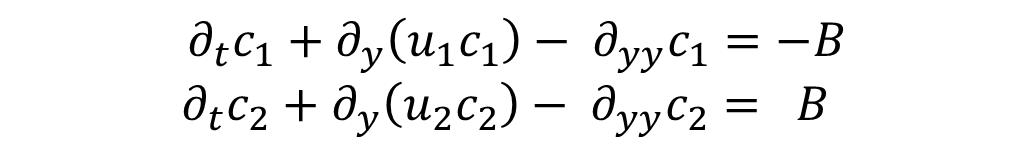 ∂ₜc₁ + ∂ᵧ(u₁c₁) − ∂ᵧᵧc₁ = −B
∂ₜc₂ + ∂ᵧ(u₂c₂) − ∂ᵧᵧc₂ = B